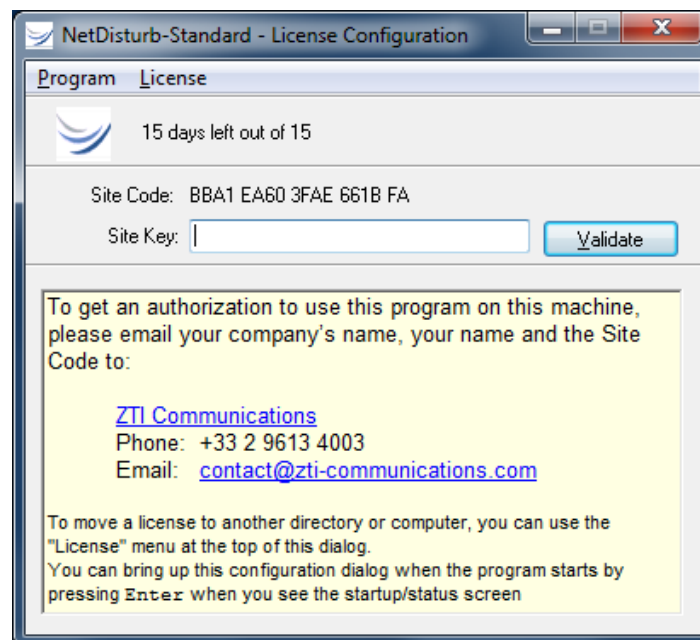 NetDisturb-Standard - License Configuration
Program License
15 days left out of 15
Site Code: BBA1 EA60 3FAE 661B FA
Site Key:
Validate
To get an authorization to use this program on this machine,
please email your company's name, your name and the Site
Code to:
ZTI Communications
Phone: +33 2 9613 4003
Email: contact@zti-communications.com
To move a license to another directory or computer, you can use the
"License" menu at the top of this dialog.
You can bring up this configuration dialog when the program starts by
pressing Enter when you see the startup/status screen